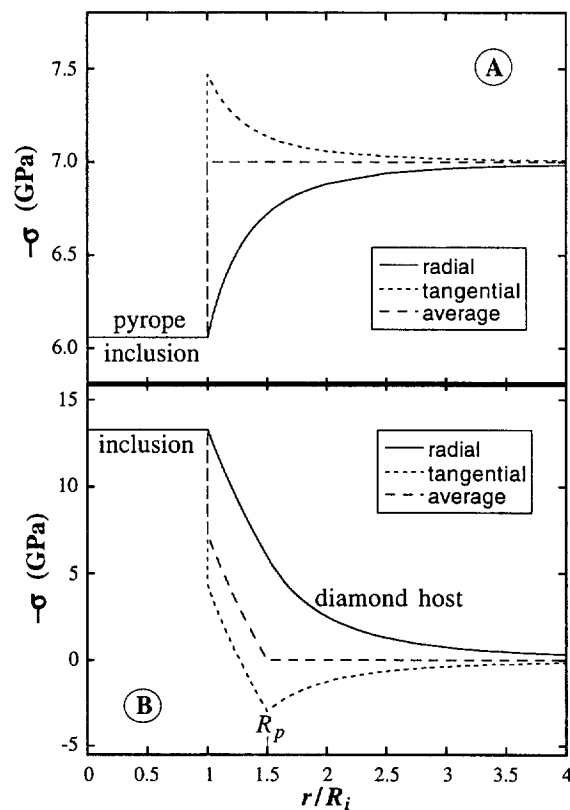 A
7.5
7.0
6.5
6.0
-σ (GPa)
radial
tangential
average
pyrope
inclusion
15
10
5
0
-5
-σ (GPa)
inclusion
radial
tangential
average
diamond host
B
Rp
0 0.5 1 1.5 2 2.5 3 3.5 4
r/Ri